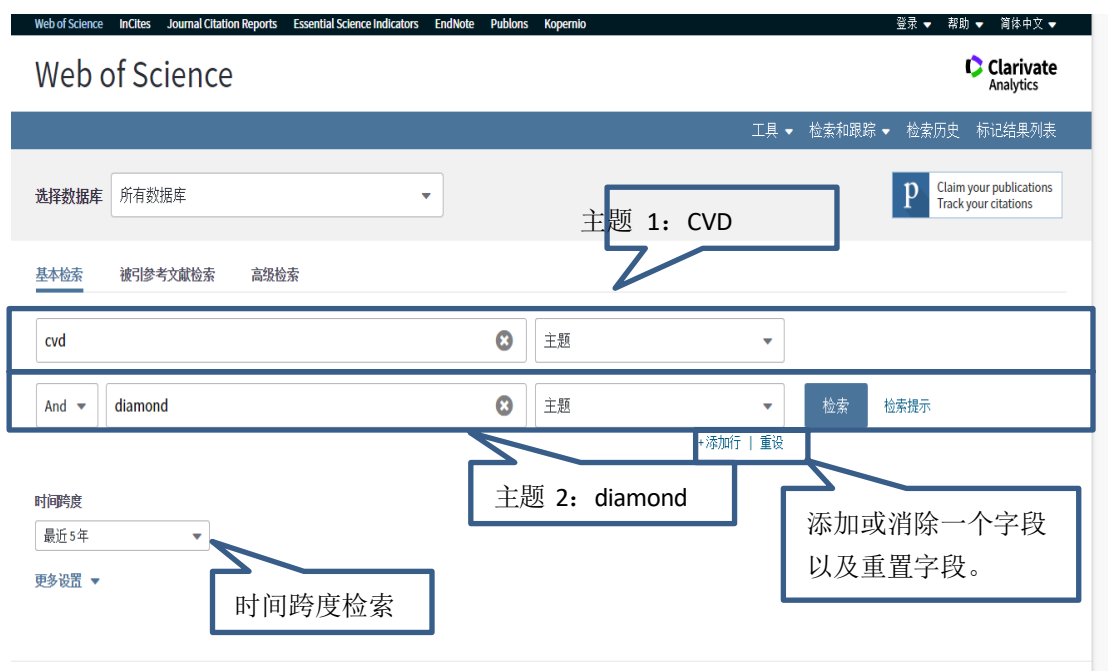 Web of Science InCites Journal Citation Reports Essential Science Indicators EndNote Publons Kopernio 登录 帮助 简体中文
Web of Science
Clarivate
Analytics
工具 检索和跟踪 检索历史 标记结果列表
选择数据库 所有数据库
主题 1：CVD
p Claim your publications
Track your citations
基本检索 被引参考文献检索 高级检索
cvd 主题
And diamond 主题 检索 检索提示
+添加行 | 重设
主题 2：diamond
添加或消除一个字段
以及重置字段。
时间跨度
最近5年
更多设置
时间跨度检索